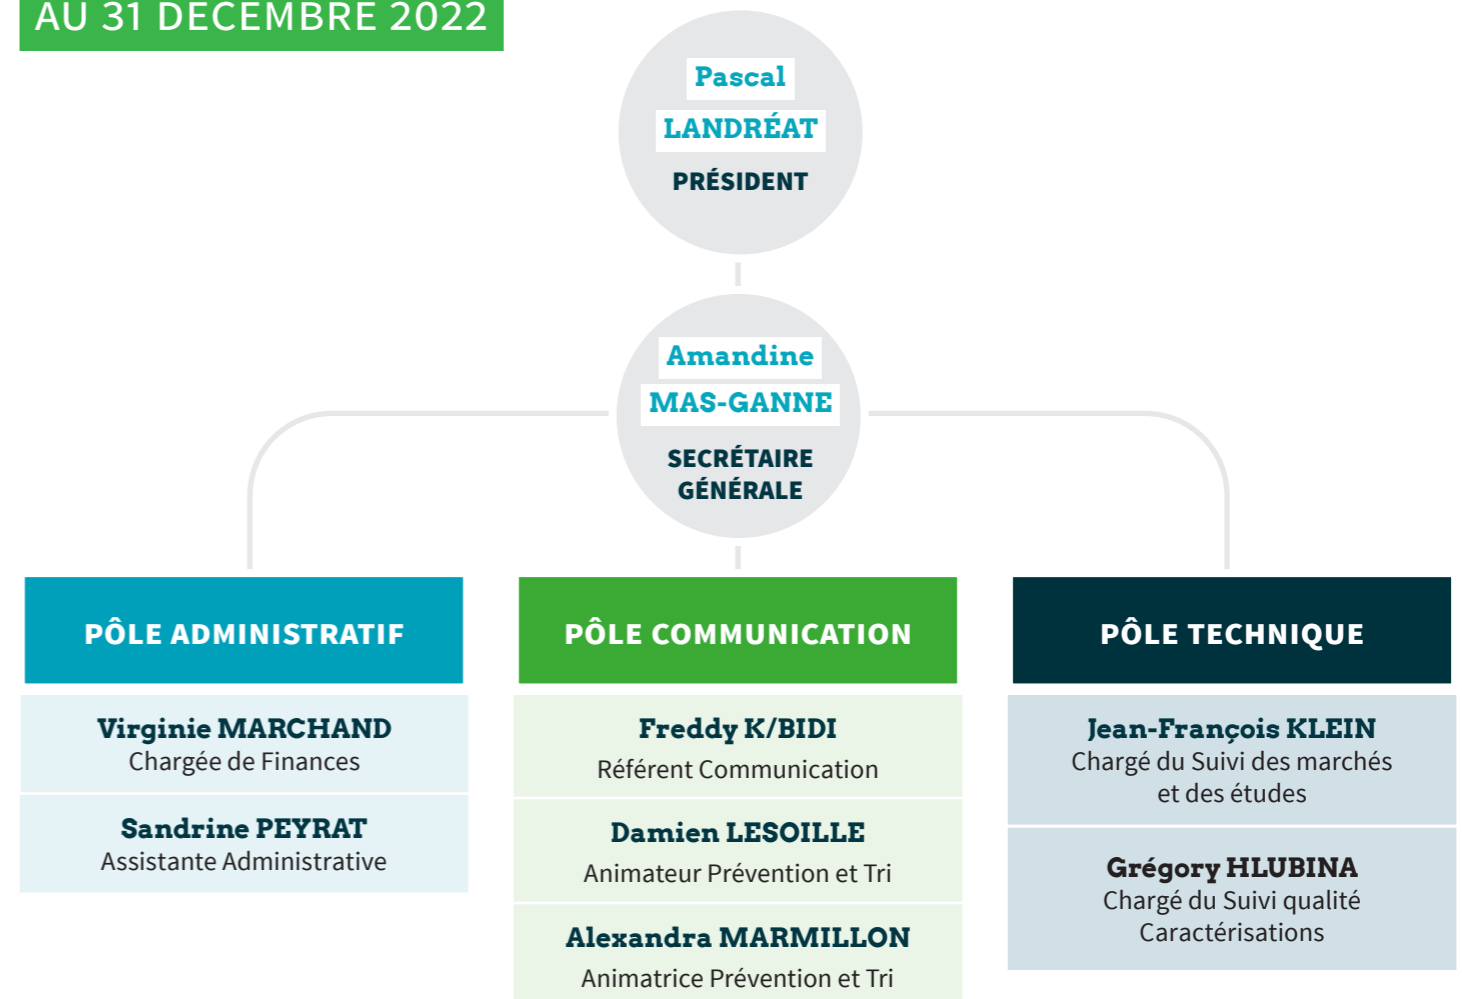 AU 31 DÉCEMBRE 2022
Pascal
LANDRÉAT
PRÉSIDENT
Amandine
MAS-GANNE
SECRÉTAIRE
GÉNÉRALE
PÔLE ADMINISTRATIF
Virginie MARCHAND
Chargée de Finances
Sandrine PEYRAT
Assistante Administrative
PÔLE COMMUNICATION
Freddy K/BIDI
Référent Communication
Damien LESOILLE
Animateur Prévention et Tri
Alexandra MARMILLON
Animatrice Prévention et Tri
PÔLE TECHNIQUE
Jean-François KLEIN
Chargé du Suivi des marchés
et des études
Grégory HLUBINA
Chargé du Suivi qualité
Caractérisations